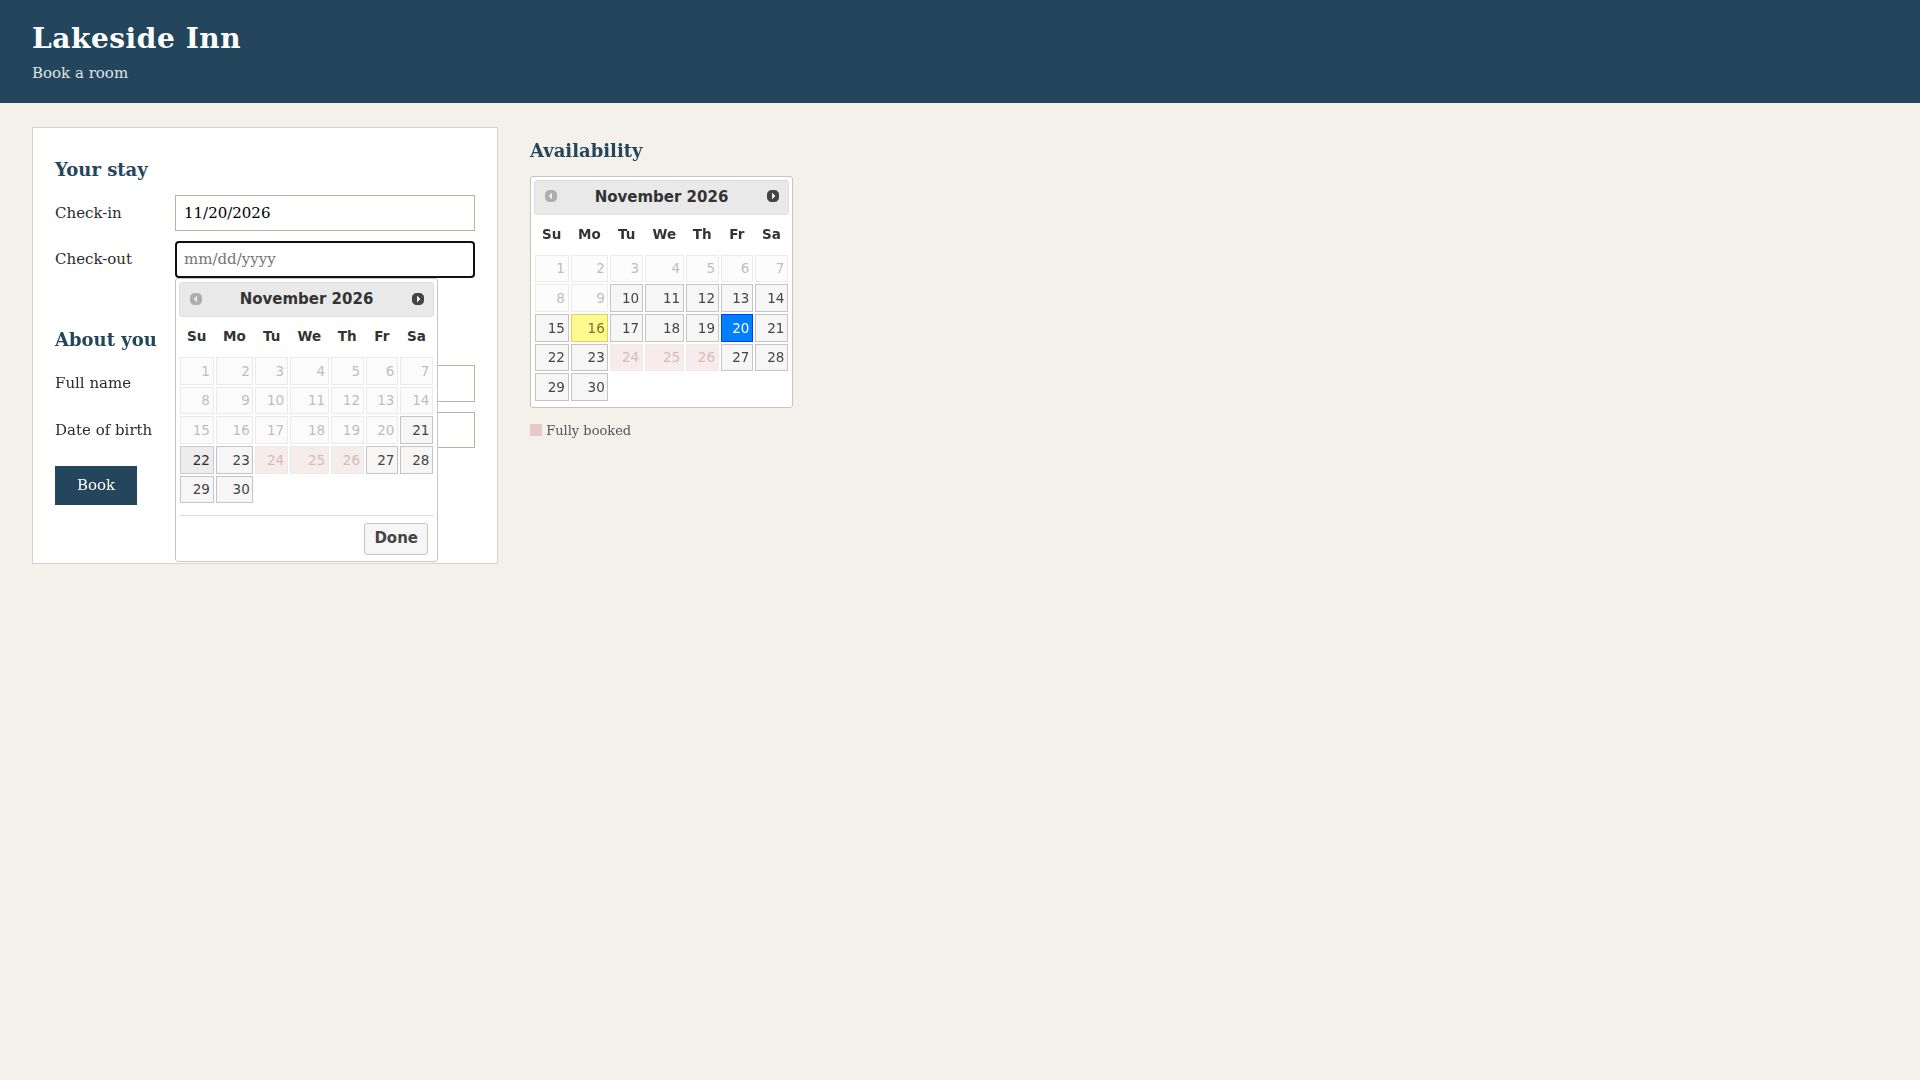 Lakeside Inn
Book a room
Your stay
Check-in 11/20/2026
Check-out mm/dd/yyyy
November 2026
Su Mo Tu We Th Fr Sa
1 2 3 4 5 6 7
8 9 10 11 12 13 14
15 16 17 18 19 20 21
22 23 24 25 26 27 28
29 30
Done
About you
Full name
Date of birth
Book
Availability
November 2026
Su Mo Tu We Th Fr Sa
1 2 3 4 5 6 7
8 9 10 11 12 13 14
15 16 17 18 19 20 21
22 23 24 25 26 27 28
29 30
Fully booked